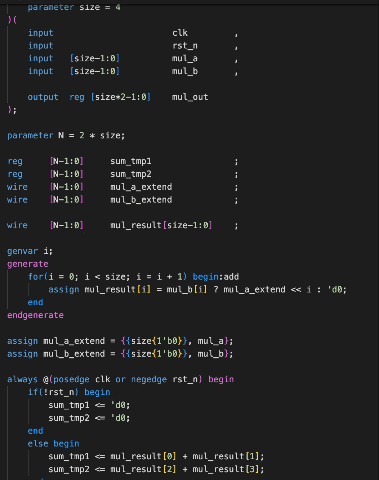 parameter size = 4
)(
input clk ,
input rst_n ,
input [size-1:0] mul_a ,
input [size-1:0] mul_b ,
output reg [size*2-1:0] mul_out
);
parameter N = 2 * size;
reg [N-1:0] sum_tmp1 ;
reg [N-1:0] sum_tmp2 ;
wire [N-1:0] mul_a_extend ;
wire [N-1:0] mul_b_extend ;
wire [N-1:0] mul_result[size-1:0] ;
genvar i;
generate
for(i = 0; i < size; i = i + 1) begin:add
assign mul_result[i] = mul_b[i] ? mul_a_extend << i : 'd0;
end
endgenerate
assign mul_a_extend = {{size{1'b0}}, mul_a};
assign mul_b_extend = {{size{1'b0}}, mul_b};
always @(posedge clk or negedge rst_n) begin
if(!rst_n) begin
sum_tmp1 <= 'd0;
sum_tmp2 <= 'd0;
end
else begin
sum_tmp1 <= mul_result[0] + mul_result[1];
sum_tmp2 <= mul_result[2] + mul_result[3];